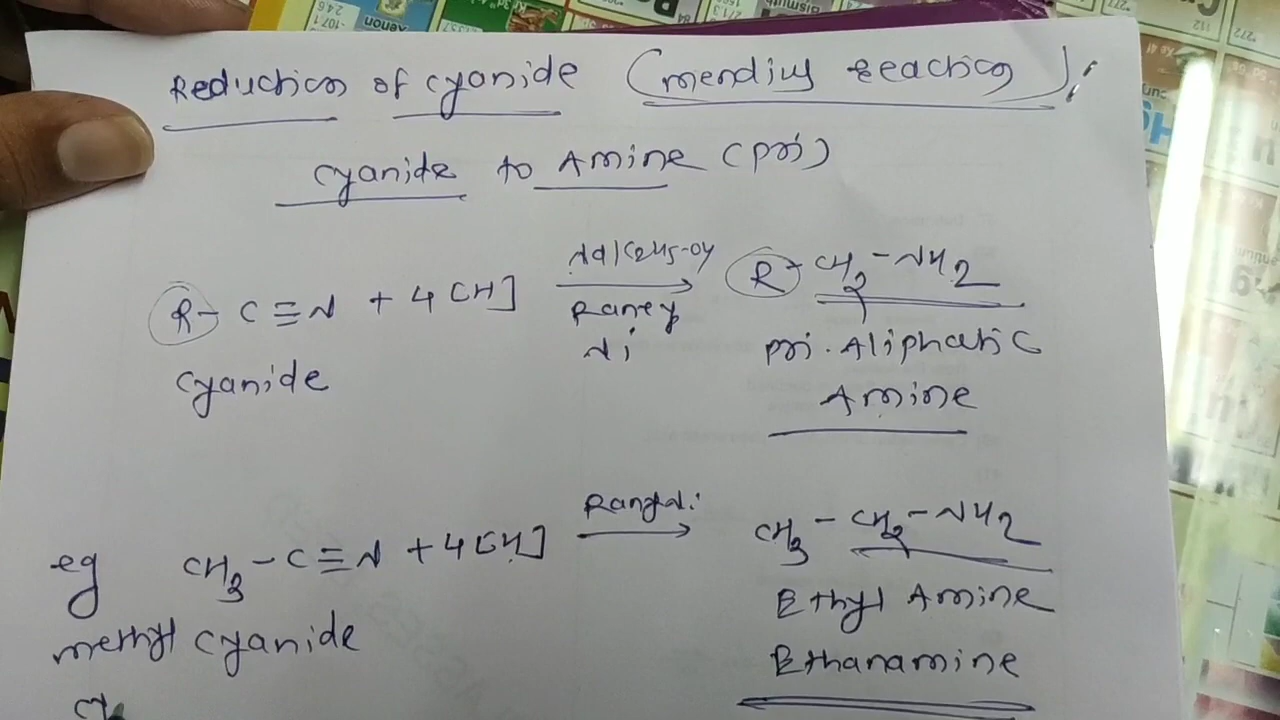 Reduction of cyanide (mendius reaction):
cyanide to Amine (pri)
R-C≡N + 4[H] Na/C2H5-OH Raney Ni R-CH2-NH2
cyanide
pri. Aliphatic Amine
eg CH3-C≡N + 4[H] Raney Ni CH3-CH2-NH2
methyl cyanide
Ethyl Amine
Ethanamine